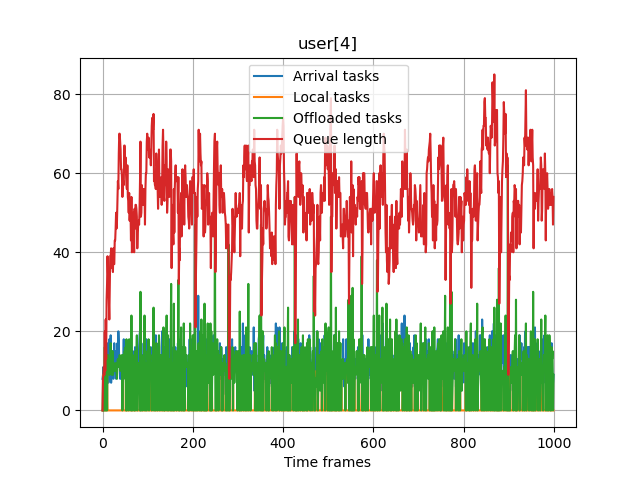 user[4]
Arrival tasks
Local tasks
Offloaded tasks
Queue length
80
60
40
20
0
0 200 400 600 800 1000
Time frames